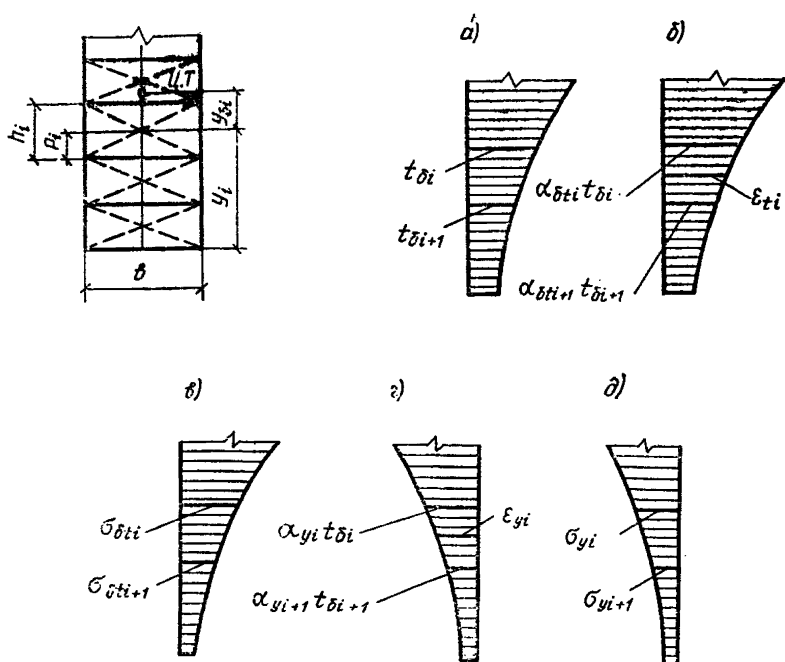 а)
б)
Ц.Т
h_i
p_i
y_бi
y_i
в
t_бi
t_бi+1
α_бti t_бi
ε_ti
α_бti+1 t_бi+1
в)
г)
д)
σ_бti
σ_бti+1
α_yi t_бi
ε_yi
α_yi+1 t_бi+1
σ_yi
σ_yi+1